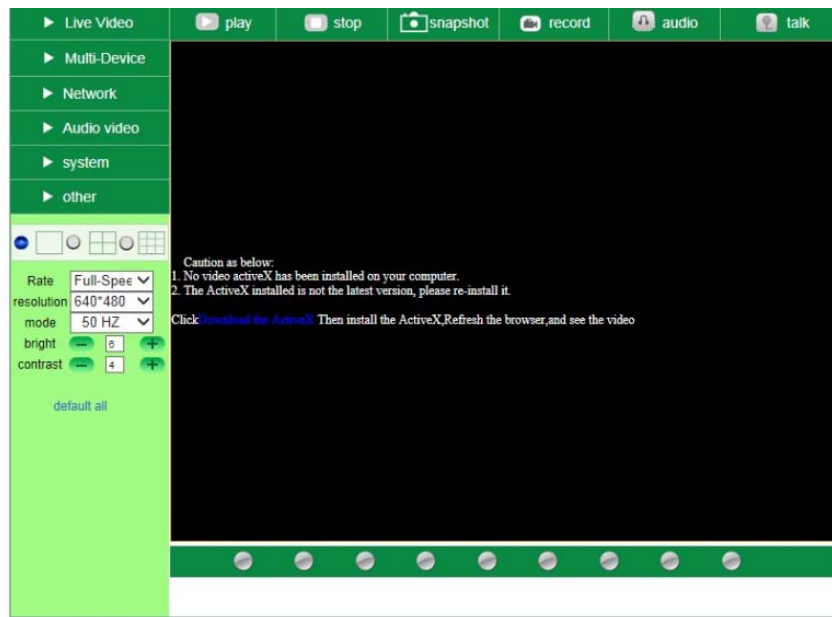 Live Video
play
stop
snapshot
record
audio
talk
Multi-Device
Network
Audio video
system
other
Caution as below:
1. No video activeX has been installed on your computer.
2. The ActiveX installed is not the latest version, please re-install it.
ClickDownload the ActiveX Then install the ActiveX,Refresh the browser,and see the video
Rate Full-Spee
resolution 640*480
mode 50 HZ
bright 6
contrast 4
default all